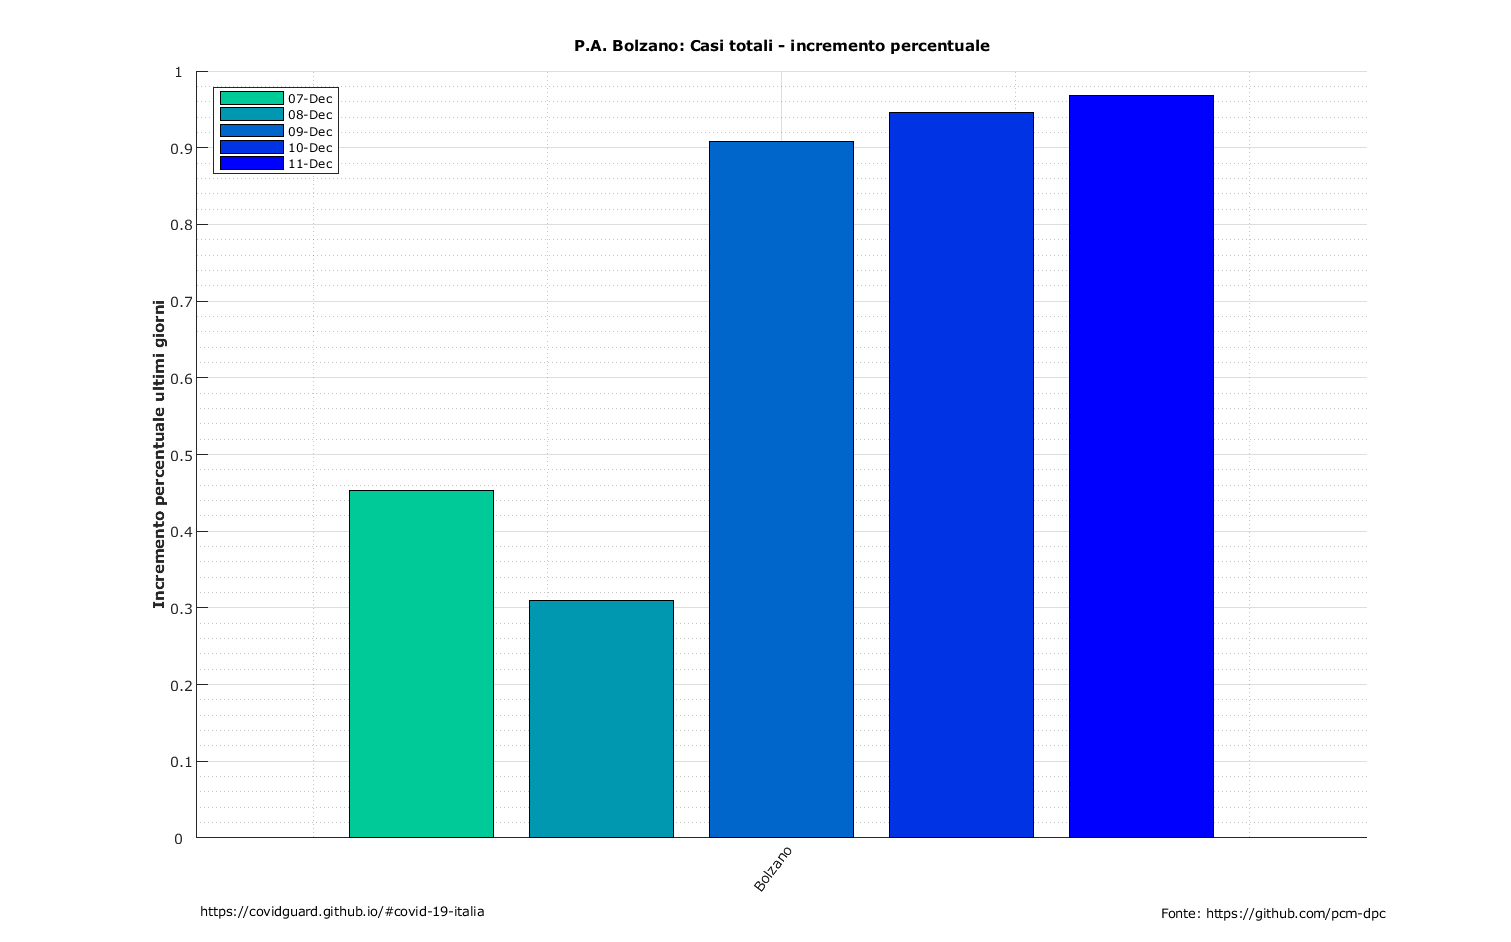 P.A. Bolzano: Casi totali - incremento percentuale
07-Dec
08-Dec
09-Dec
10-Dec
11-Dec
Incremento percentuale ultimi giorni
1
0.9
0.8
0.7
0.6
0.5
0.4
0.3
0.2
0.1
0
Bolzano
https://covidguard.github.io/#covid-19-italia
Fonte: https://github.com/pcm-dpc